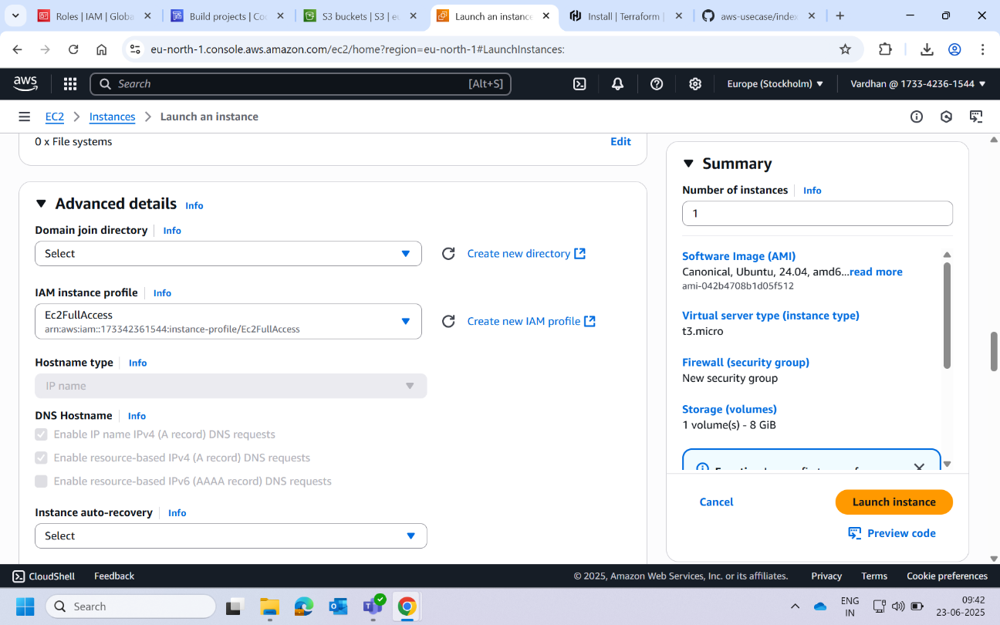 Roles | IAM | Globa
Build projects | Co
S3 buckets | S3 | eu
Launch an instance
Install | Terraform |
aws-usecase/index
eu-north-1.console.aws.amazon.com/ec2/home?region=eu-north-1#LaunchInstances:
aws
Search
[Alt+S]
Europe (Stockholm)
Vardhan @ 1733-4236-1544
EC2
Instances
Launch an instance
0 x File systems
Edit
Advanced details
Info
Domain join directory
Info
Select
Create new directory
IAM instance profile
Info
Ec2FullAccess
arn:aws:iam::173342361544:instance-profile/Ec2FullAccess
Create new IAM profile
Hostname type
Info
IP name
DNS Hostname
Info
Enable IP name IPv4 (A record) DNS requests
Enable resource-based IPv4 (A record) DNS requests
Enable resource-based IPv6 (AAAA record) DNS requests
Instance auto-recovery
Info
Select
Summary
Number of instances
Info
1
Software Image (AMI)
Canonical, Ubuntu, 24.04, amd6...read more
ami-042b4708b1d05f512
Virtual server type (instance type)
t3.micro
Firewall (security group)
New security group
Storage (volumes)
1 volume(s) - 8 GiB
Cancel
Launch instance
Preview code
CloudShell
Feedback
© 2025, Amazon Web Services, Inc. or its affiliates.
Privacy
Terms
Cookie preferences
Search
ENG
IN
09:42
23-06-2025